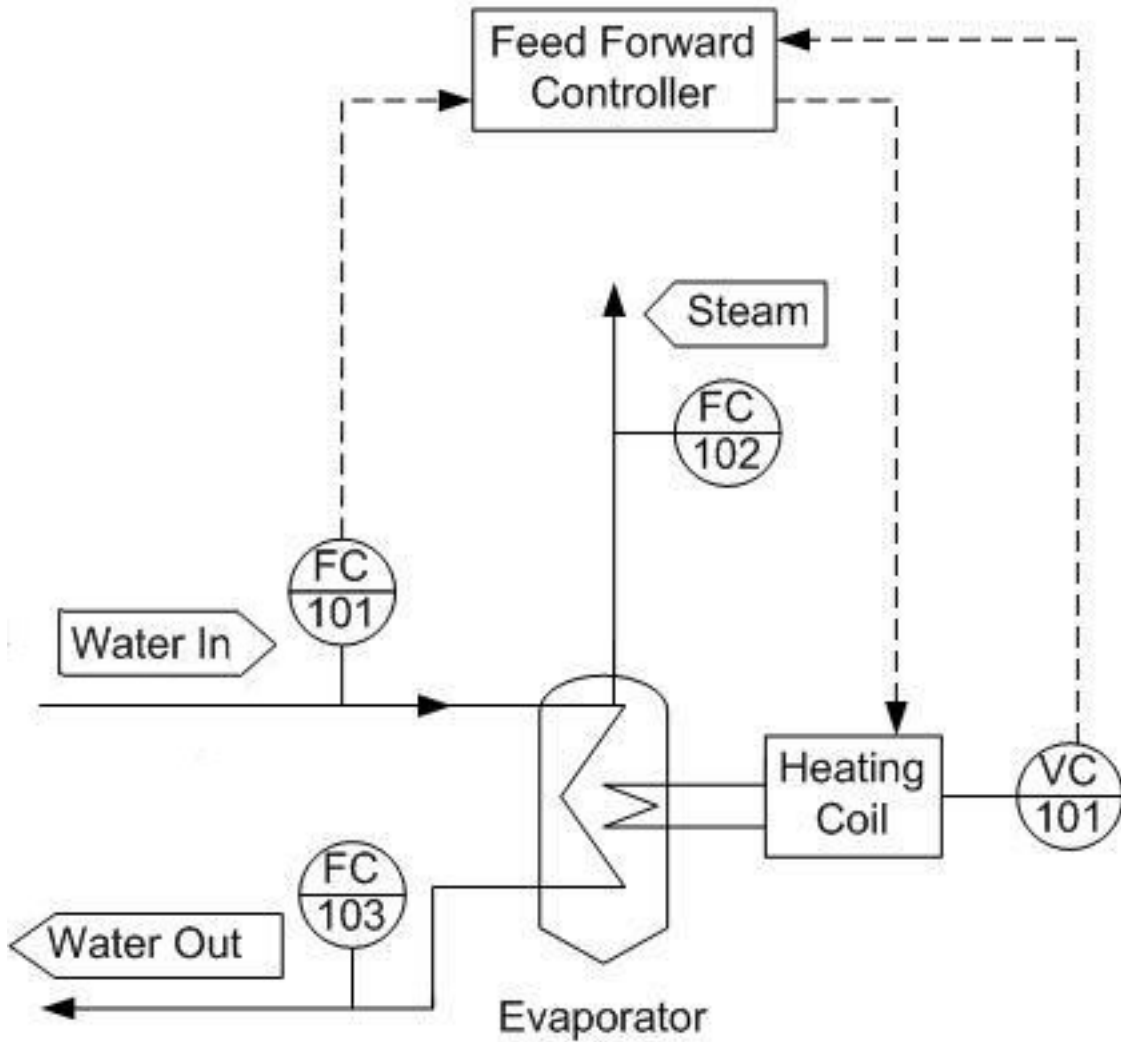 Feed Forward
Controller
Steam
FC
102
FC
101
Water In
Heating
Coil
VC
101
FC
103
Water Out
Evaporator